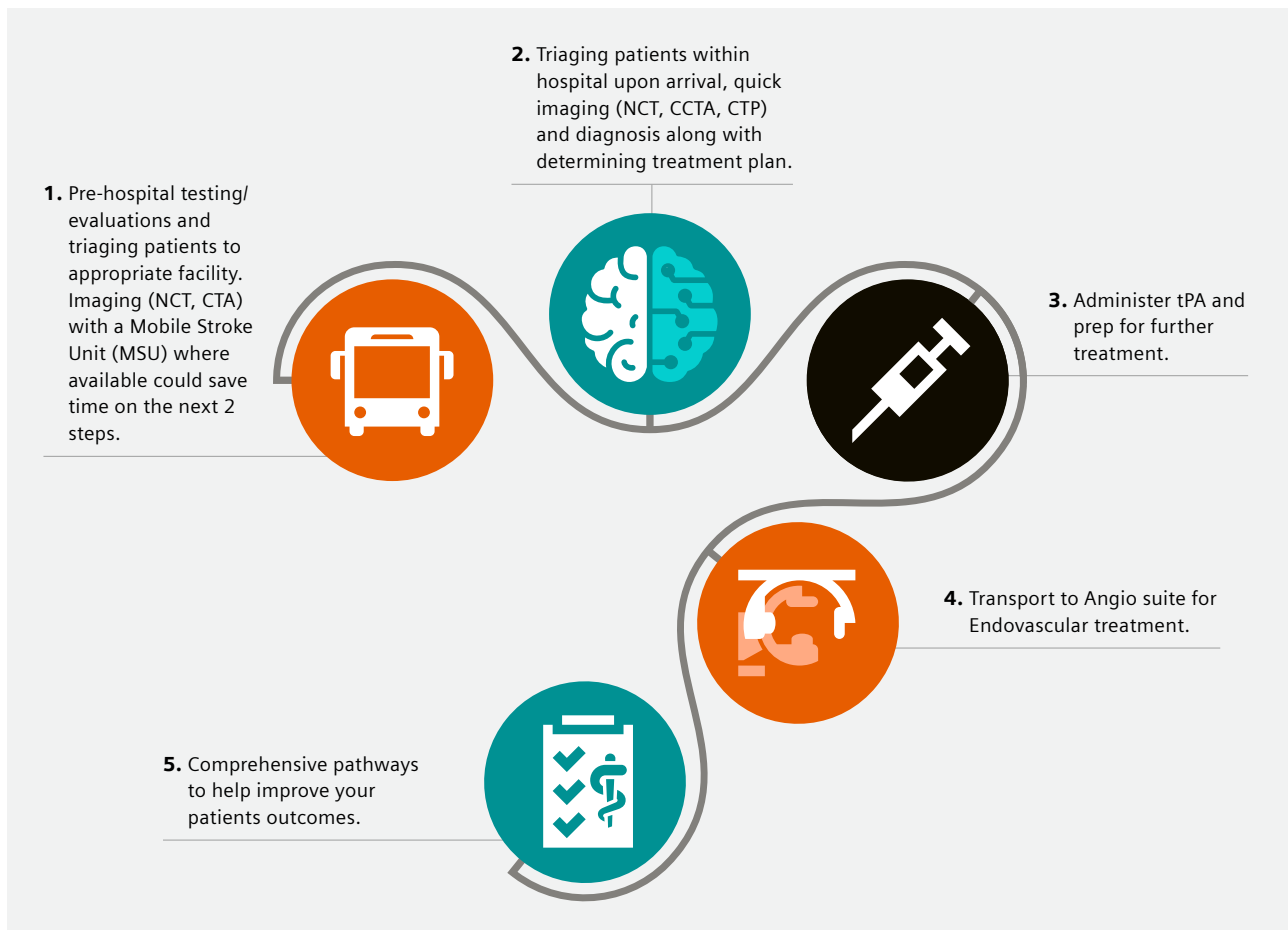 1. Pre-hospital testing/
evaluations and
triaging patients to
appropriate facility.
Imaging (NCT, CTA)
with a Mobile Stroke
Unit (MSU) where
available could save
time on the next 2
steps.
2. Triaging patients within
hospital upon arrival, quick
imaging (NCT, CCTA, CTP)
and diagnosis along with
determining treatment plan.
3. Administer tPA and
prep for further
treatment.
4. Transport to Angio suite for
Endovascular treatment.
5. Comprehensive pathways
to help improve your
patients outcomes.